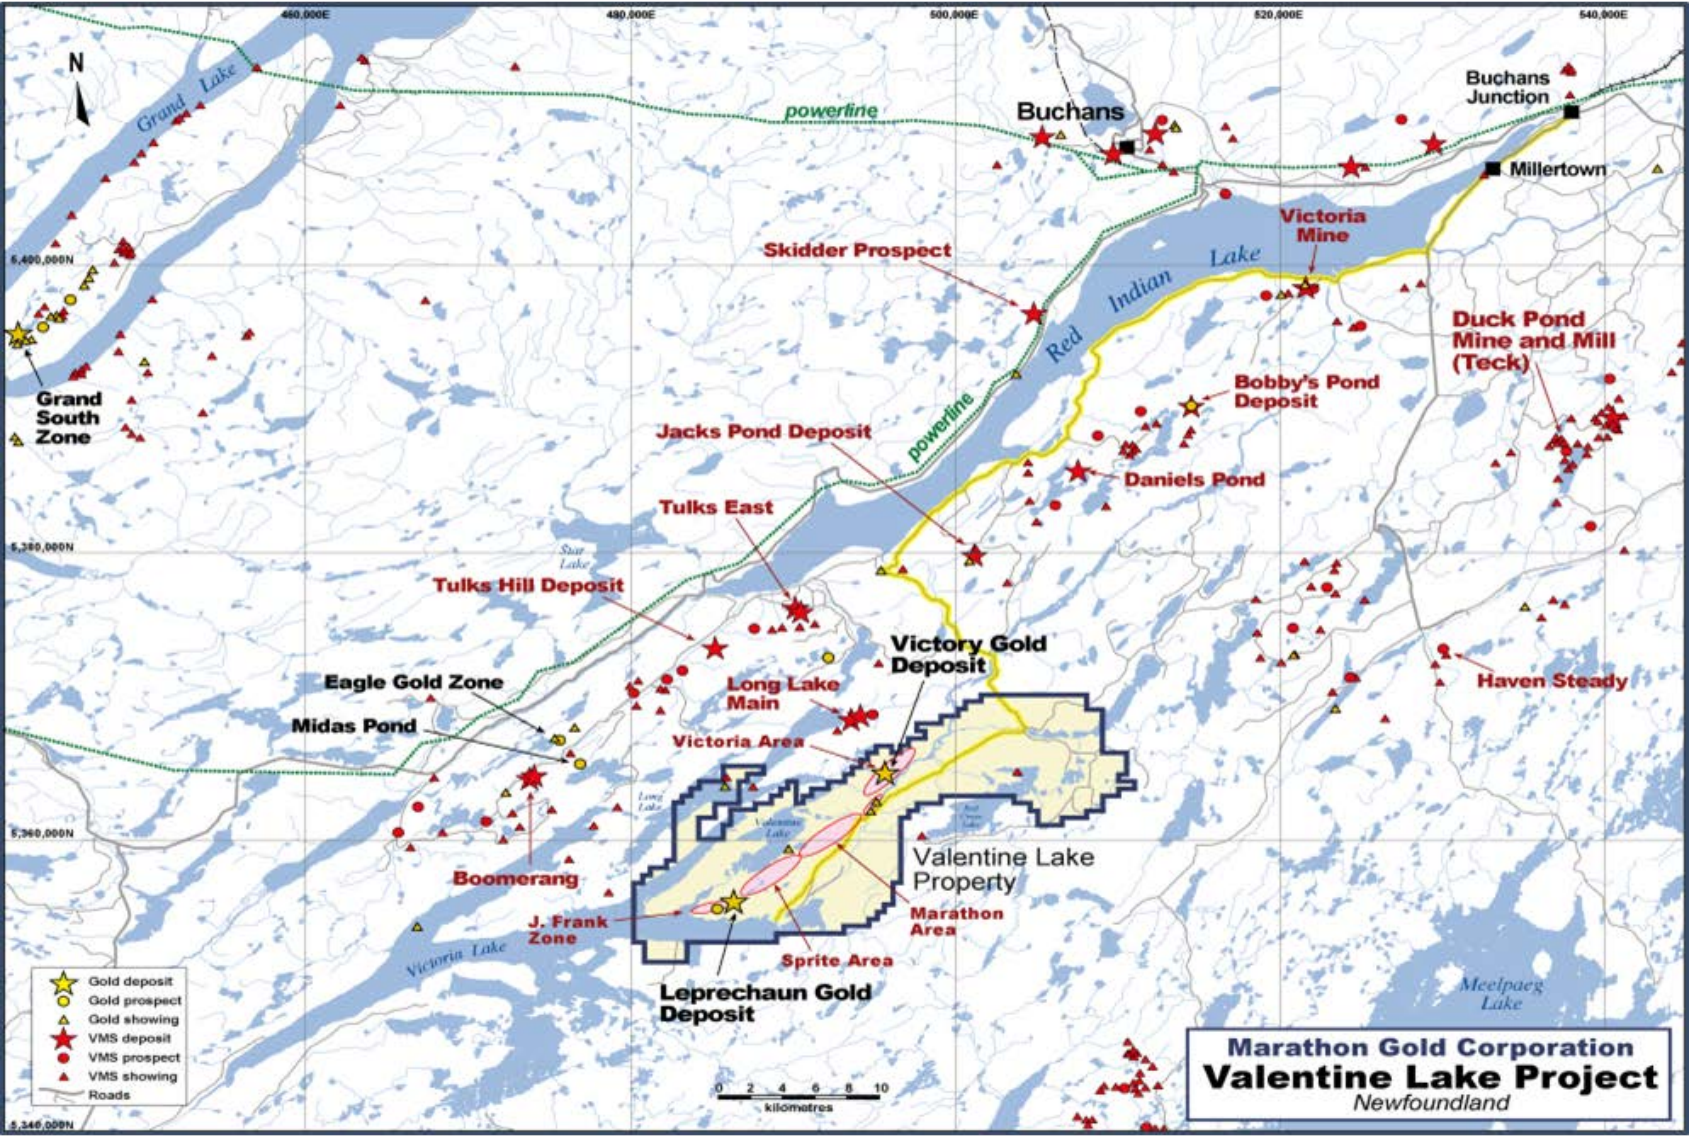 460,000E
480,000E
500,000E
520,000E
540,000E
N
Grand Lake
powerline
Buchans
Buchans
Junction
Millertown
Victoria
Mine
Skidder Prospect
5,400,000N
Red Indian Lake
Duck Pond
Mine and Mill
(Teck)
Bobby's Pond
Deposit
Grand
South
Zone
powerline
Jacks Pond Deposit
Daniels Pond
Tulks East
5,380,000N
Star
Lake
Tulks Hill Deposit
Victory Gold
Deposit
Eagle Gold Zone
Long Lake
Main
Haven Steady
Midas Pond
Victoria Area
Long
Lake
Valentine
Lake
5,360,000N
Valentine Lake
Property
Boomerang
J. Frank
Zone
Marathon
Area
Victoria Lake
Sprite Area
Leprechaun Gold
Deposit
Meelpaeg
Lake
Gold deposit
Gold prospect
Gold showing
VMS deposit
VMS prospect
VMS showing
Roads
0 2 4 6 8 10
kilometres
Marathon Gold Corporation
Valentine Lake Project
Newfoundland
5,340,000N